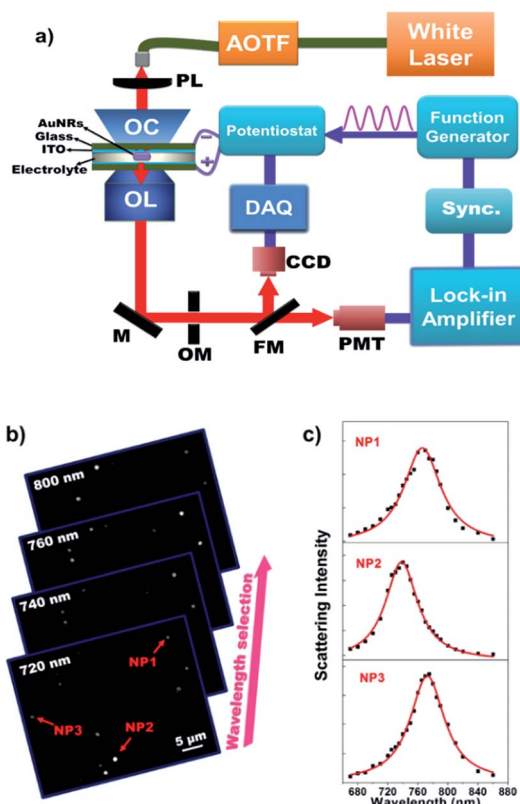 a)
AOTF
White
Laser
PL
AuNRs
Glass
ITO
Electrolyte
OC
OL
−
+
Potentiostat
Function
Generator
DAQ
Sync.
CCD
Lock-in
Amplifier
M
OM
FM
PMT
b)
800 nm
760 nm
740 nm
720 nm
NP1
NP3
NP2
5 µm
Wavelength selection
c)
NP1
NP2
NP3
Scattering Intensity
680 720 760 800 840 880
Wavelength (nm)